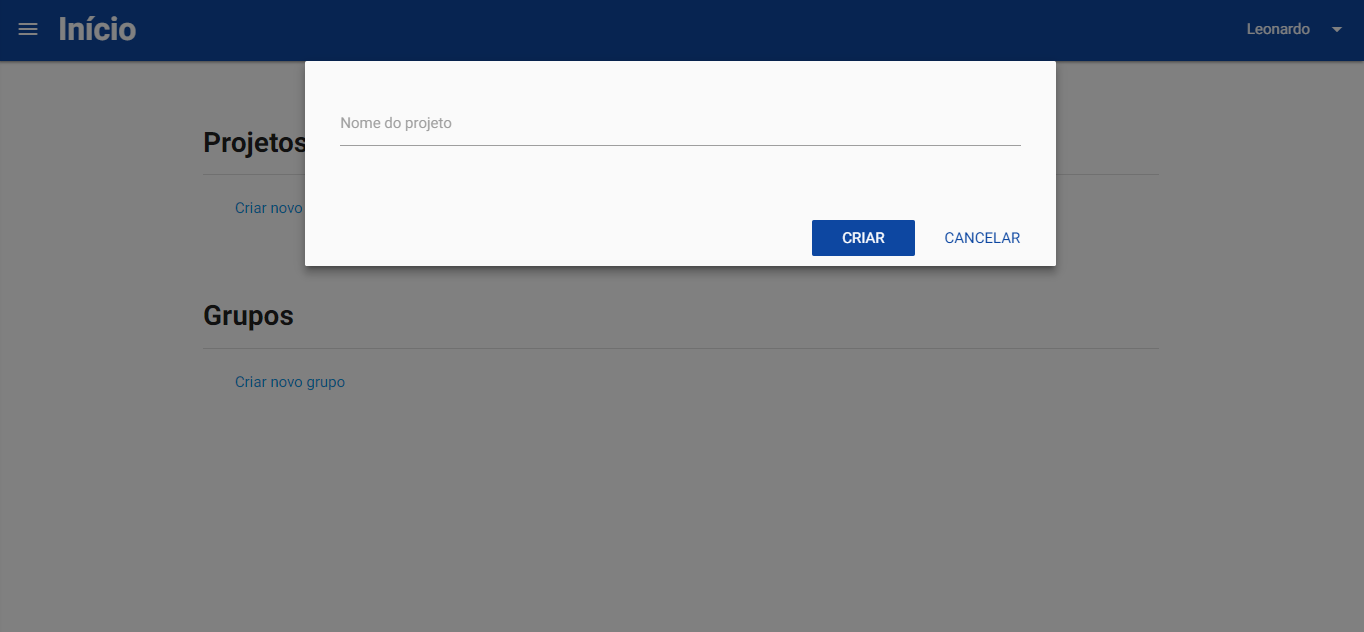 Início
Leonardo
Nome do projeto
Projetos
Criar novo
CRIAR
CANCELAR
Grupos
Criar novo grupo